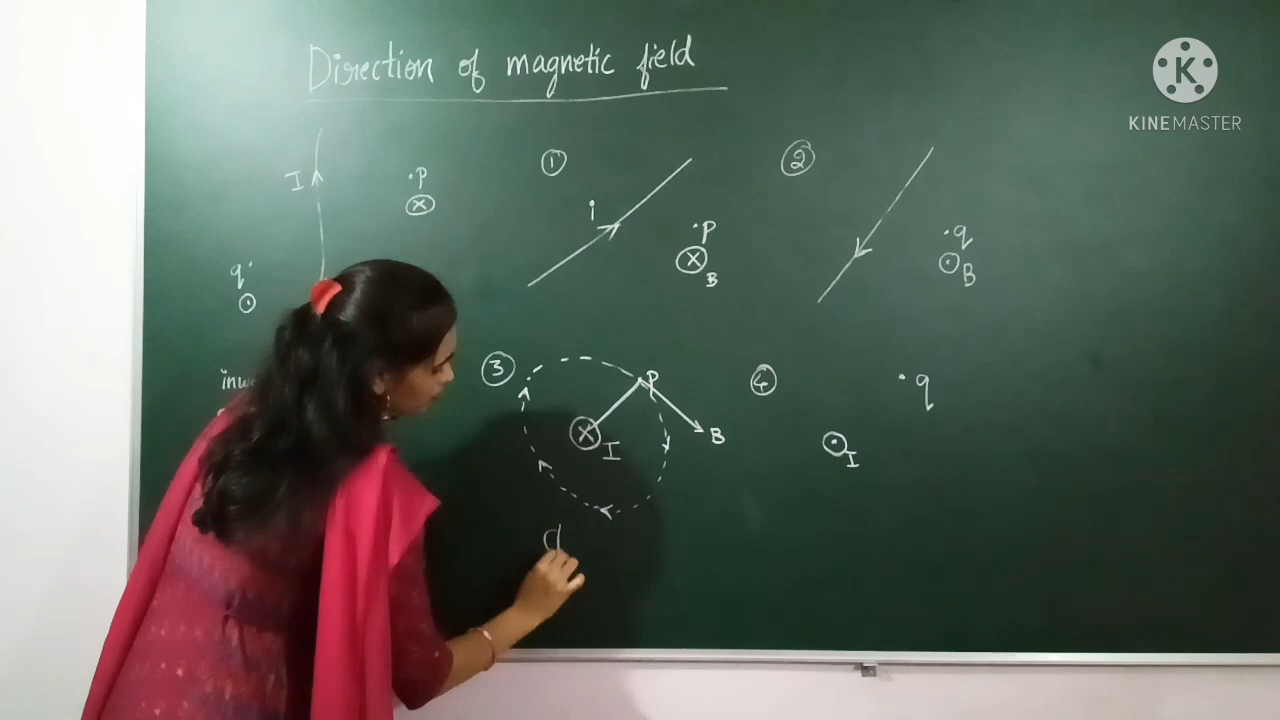 Direction of magnetic field
I
.P
ⓧ
q.
⊙
①
i
.P
ⓧ B
②
.q
⊙ B
③
P
ⓧ I
B
④
.q
⊙ I
d
KINEMASTER